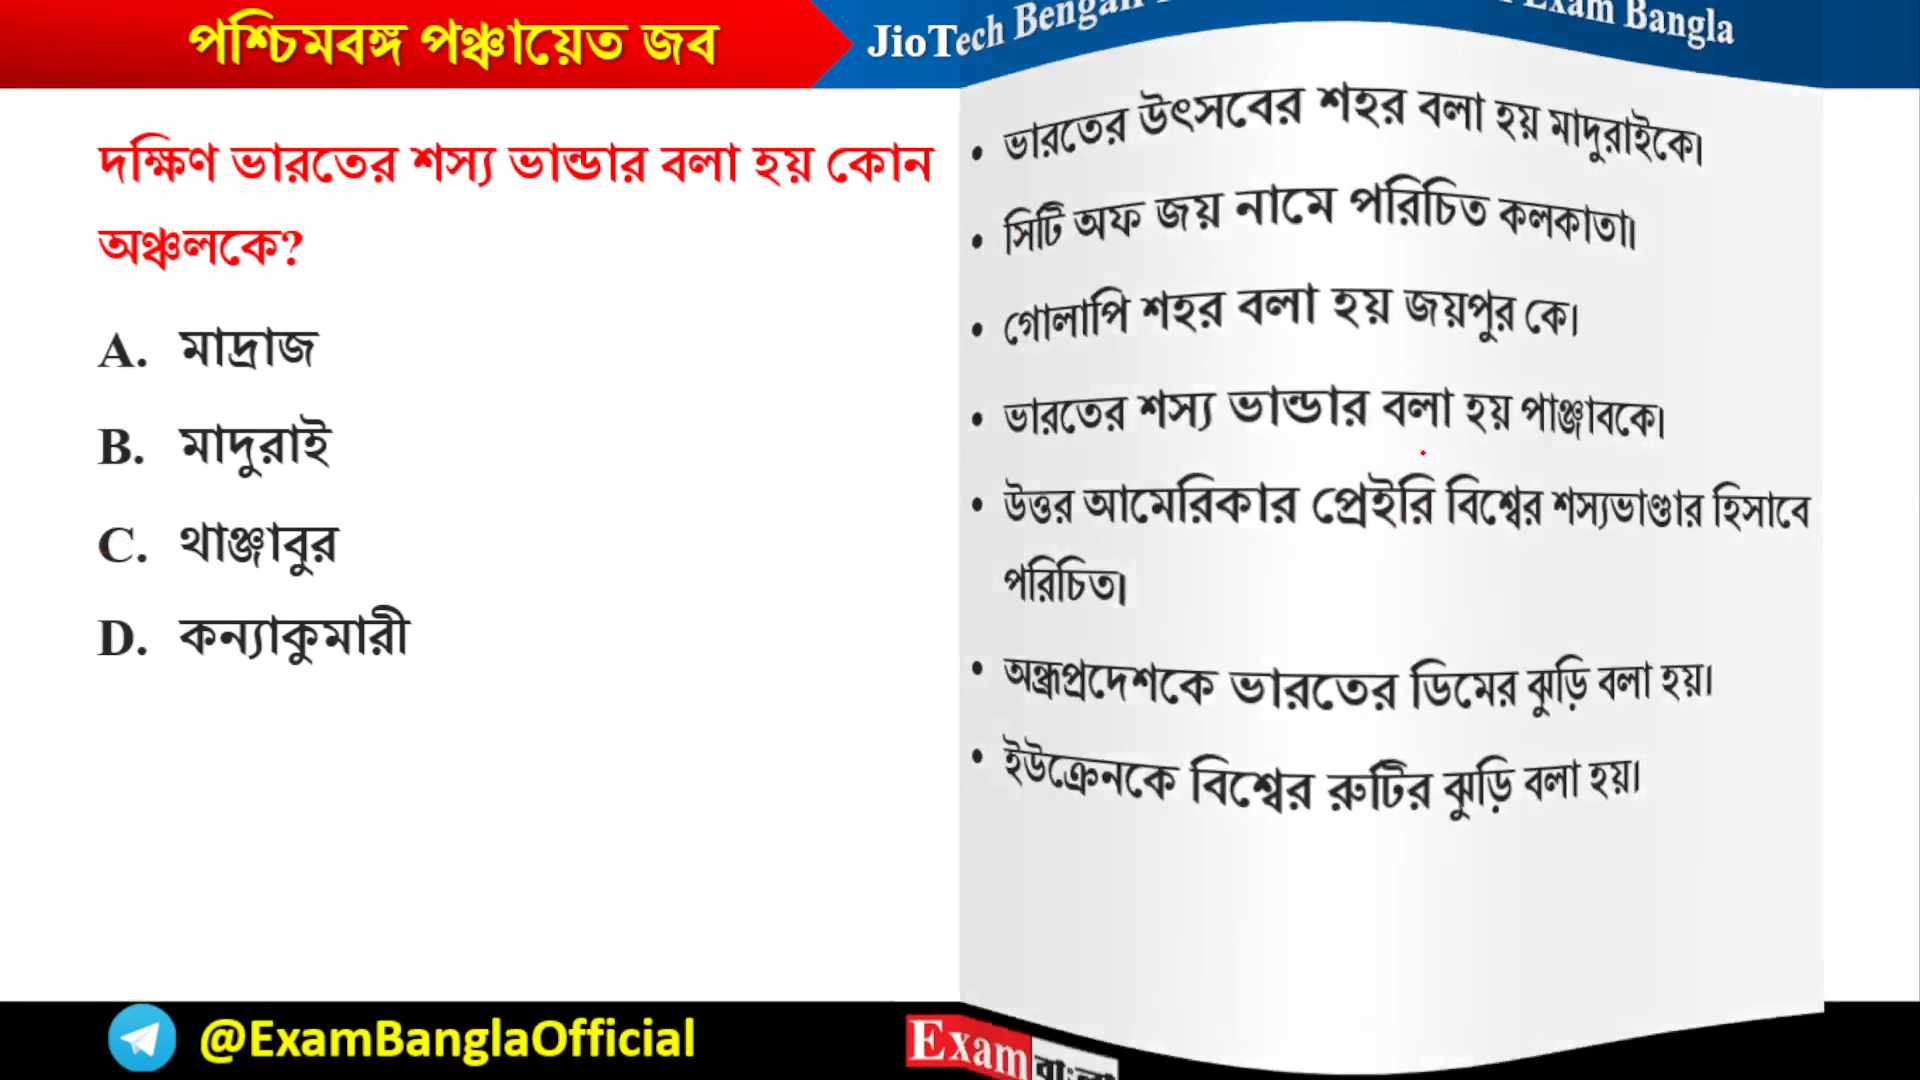 পশ্চিমবঙ্গ পঞ্চায়েত জব
JioTech Bengali
Exam Bangla
দক্ষিণ ভারতের শস্য ভান্ডার বলা হয় কোন
অঞ্চলকে?
A. মাদ্রাজ
B. মাদুরাই
C. থাঞ্জাবুর
D. কন্যাকুমারী
• ভারতের উৎসবের শহর বলা হয় মাদুরাইকে।
• সিটি অফ জয় নামে পরিচিত কলকাতা।
• গোলাপি শহর বলা হয় জয়পুর কে।
• ভারতের শস্য ভান্ডার বলা হয় পাঞ্জাবকে।
• উত্তর আমেরিকার প্রেইরি বিশ্বের শস্যভাণ্ডার হিসাবে
পরিচিত।
• অন্ধ্রপ্রদেশকে ভারতের ডিমের ঝুড়ি বলা হয়।
• ইউক্রেনকে বিশ্বের রুটির ঝুড়ি বলা হয়।
@ExamBanglaOfficial
Exam বাংলা